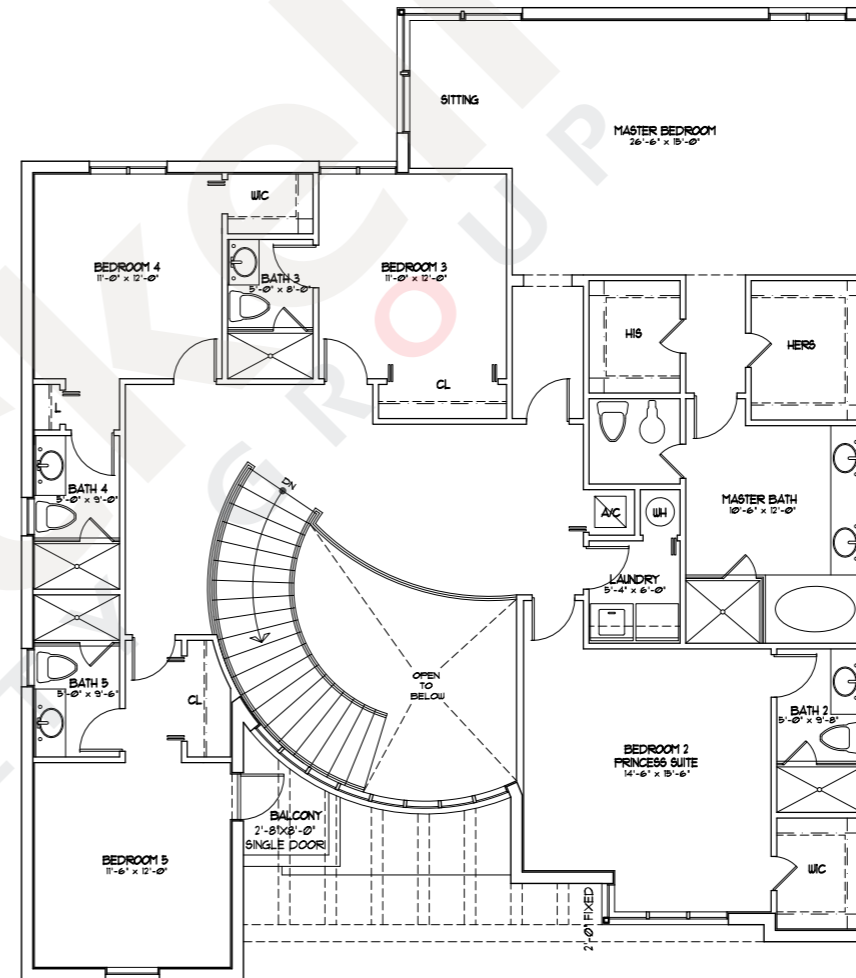 SITTING
MASTER BEDROOM
26'-6" x 15'-0"
WIC
BEDROOM 4
11'-0" x 12'-0"
BATH 3
5'-0" x 8'-0"
BEDROOM 3
11'-0" x 12'-0"
HIS
HERS
CL
L
BATH 4
5'-0" x 9'-0"
DN
A/C
WH
MASTER BATH
10'-6" x 12'-0"
LAUNDRY
5'-4" x 6'-0"
OPEN
TO
BELOW
BATH 5
5'-0" x 9'-6"
CL
BATH 2
5'-0" x 9'-8"
BEDROOM 2
PRINCESS SUITE
14'-6" x 15'-6"
BALCONY
2'-8"X8'-0"
SINGLE DOOR
BEDROOM 5
11'-6" x 12'-0"
WIC
2'-0" FIXED
GROUP